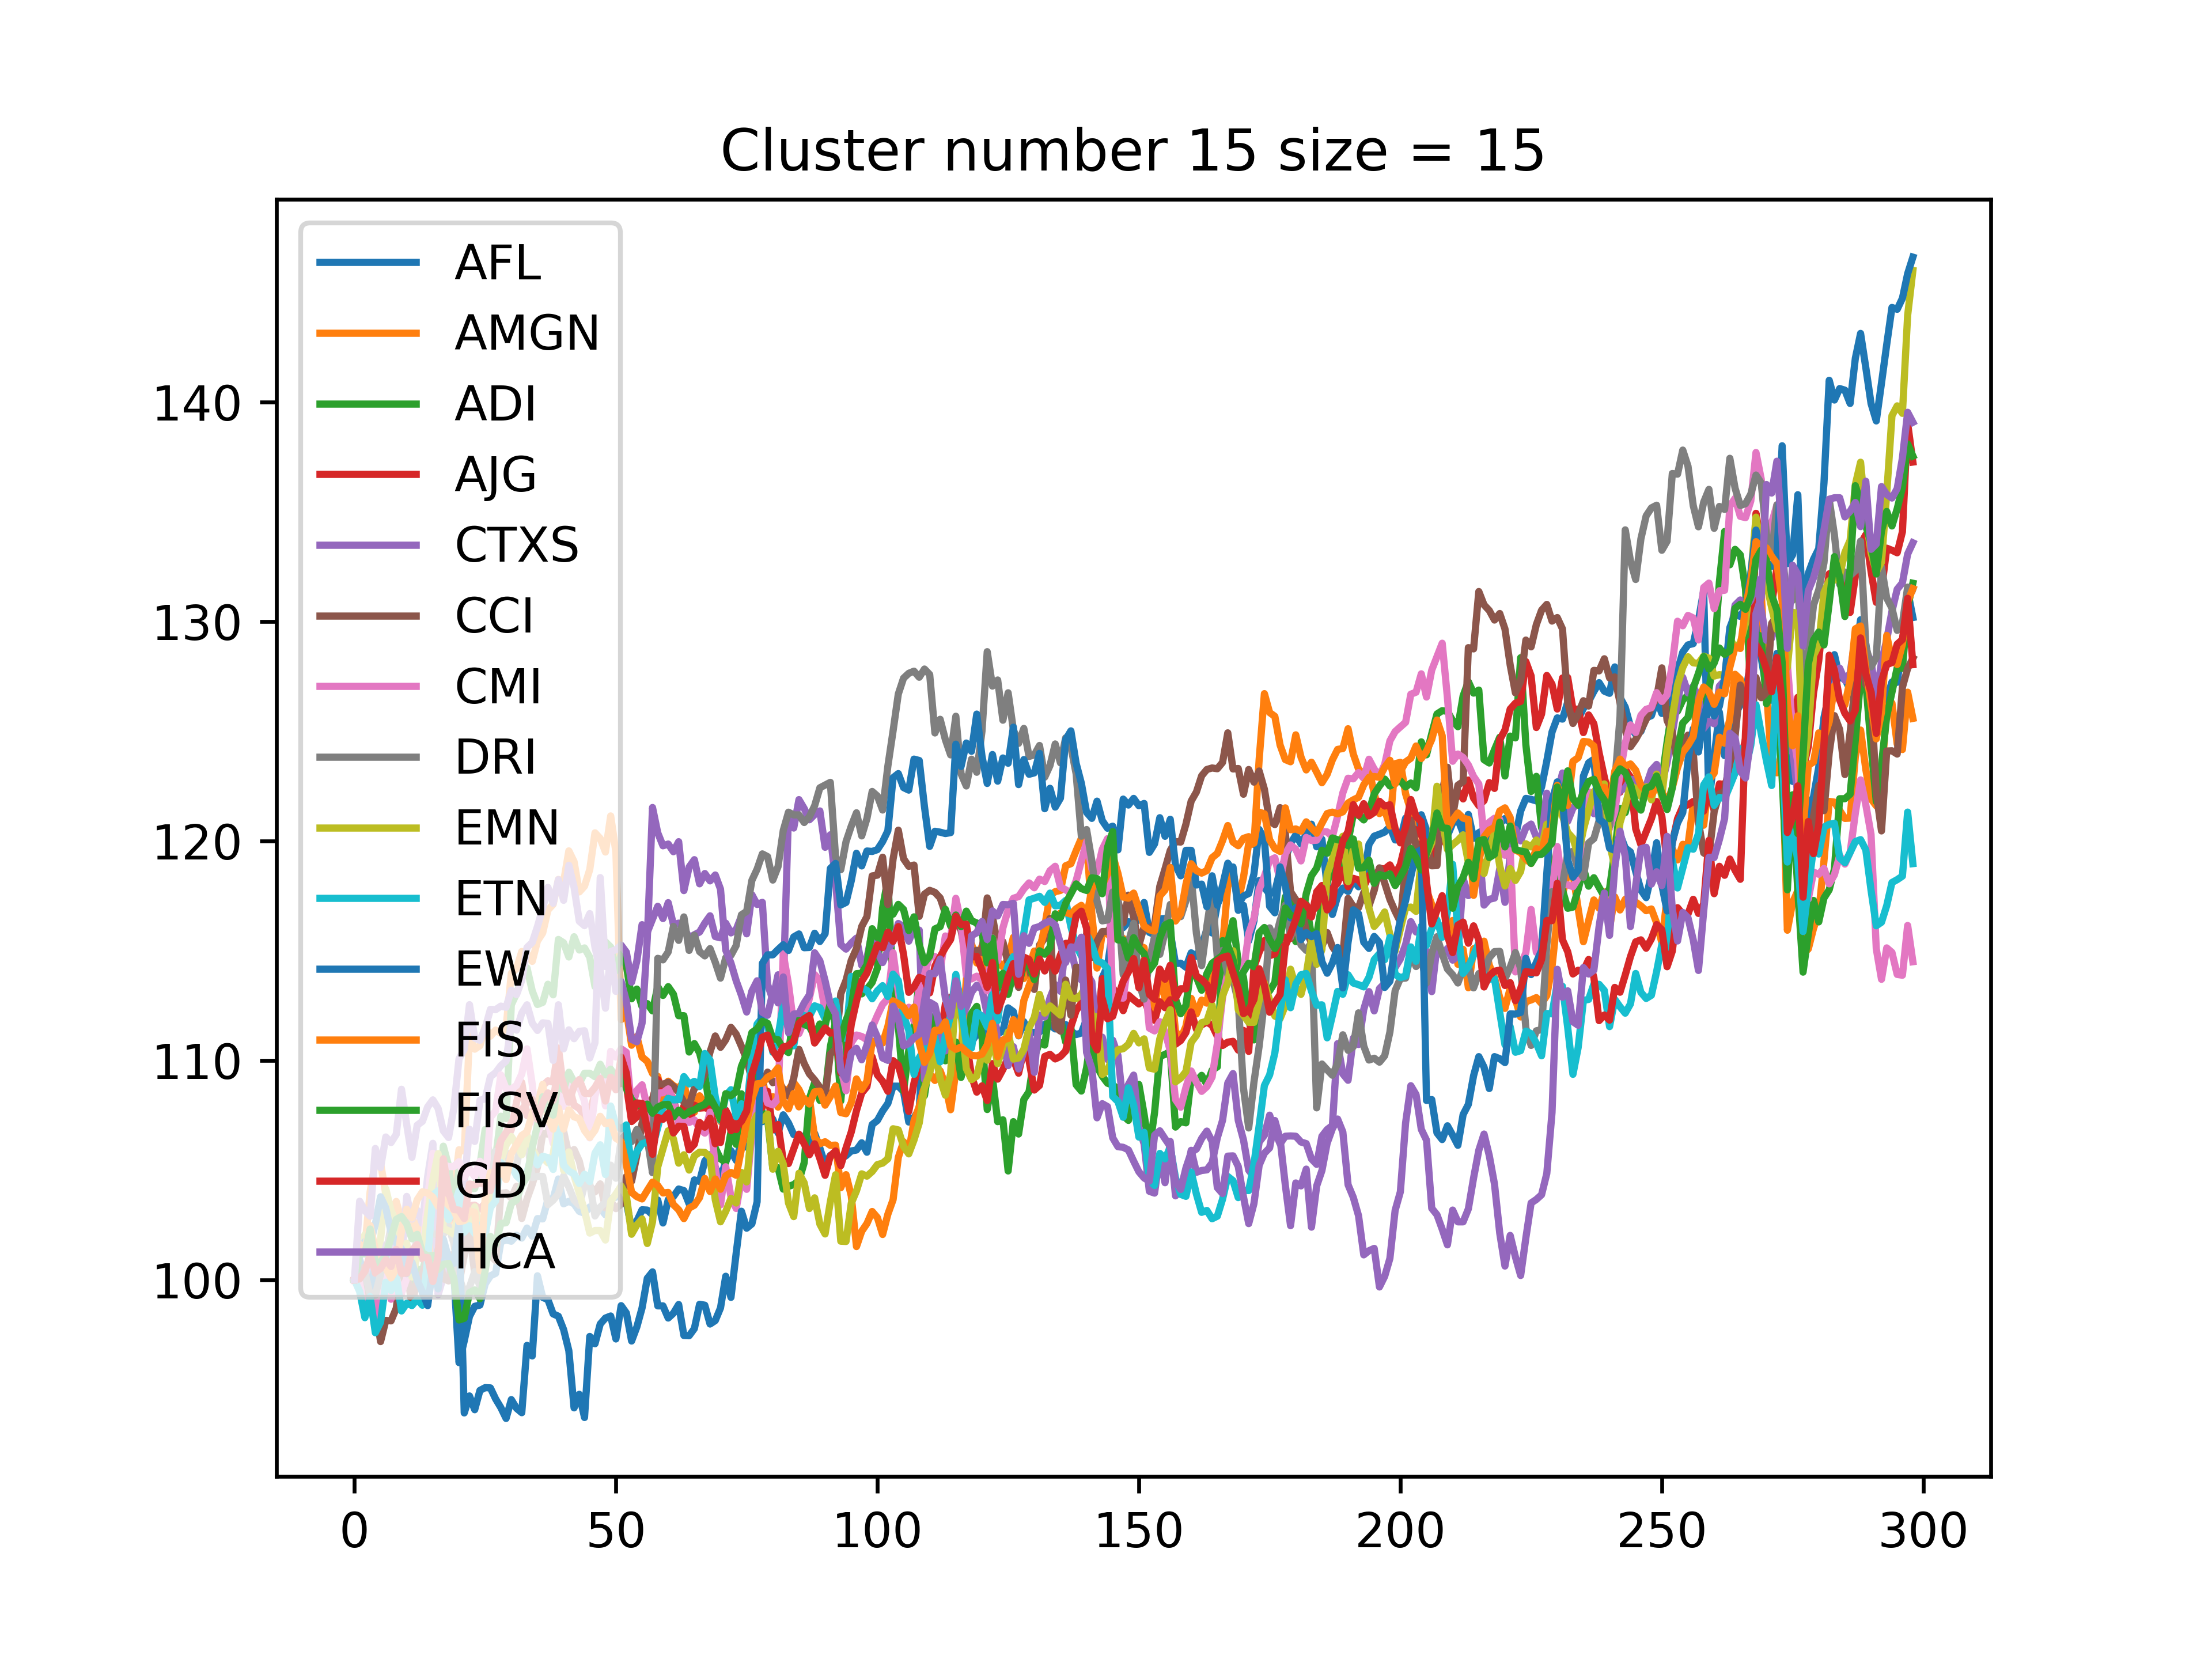 Cluster number 15 size = 15
AFL
AMGN
ADI
AJG
CTXS
CCI
CMI
DRI
EMN
ETN
EW
FIS
FISV
GD
HCA
140
130
120
110
100
0 50 100 150 200 250 300